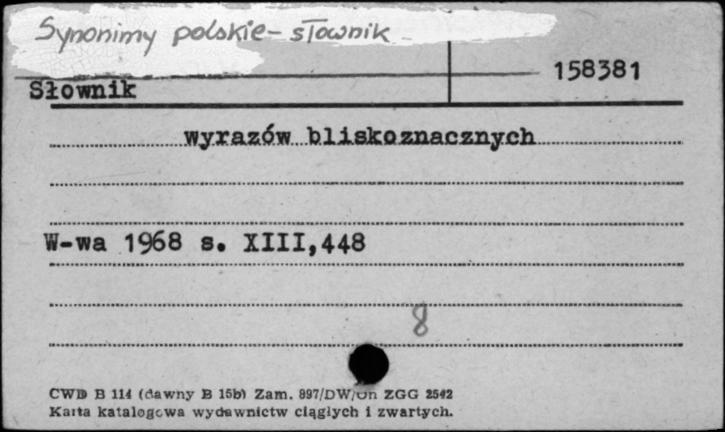 Synonimy polskie - słownik
158381
Słownik
wyrazów bliskoznacznych
W-wa 1968 s. XIII,448
8
CWD B 114 (dawny B 15b) Zam. 897/DW/Un ZGG 2542
Karta katalogowa wydawnictw ciągłych i zwartych.